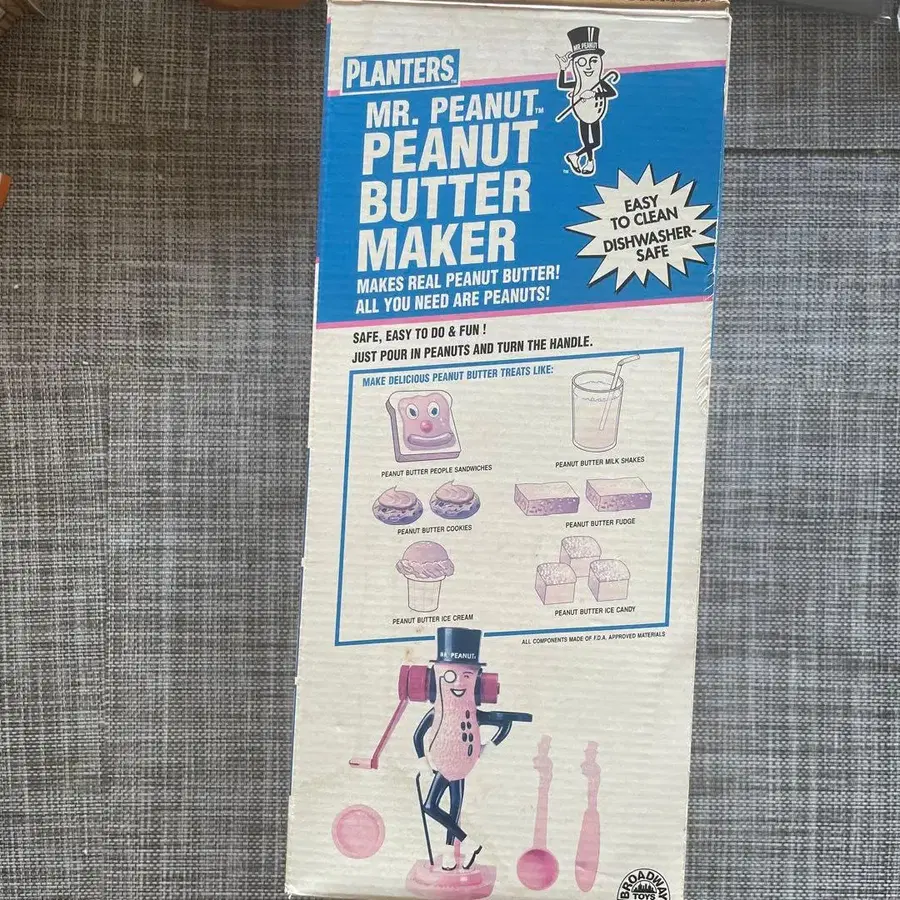 PLANTERS™
MR. PEANUT
MR. PEANUT™
PEANUT
BUTTER
MAKER
TM
EASY
TO CLEAN
DISHWASHER-
SAFE
MAKES REAL PEANUT BUTTER!
ALL YOU NEED ARE PEANUTS!
SAFE, EASY TO DO & FUN !
JUST POUR IN PEANUTS AND TURN THE HANDLE.
MAKE DELICIOUS PEANUT BUTTER TREATS LIKE:
PEANUT BUTTER PEOPLE SANDWICHES
PEANUT BUTTER MILK SHAKES
PEANUT BUTTER COOKIES
PEANUT BUTTER FUDGE
PEANUT BUTTER ICE CREAM
PEANUT BUTTER ICE CANDY
ALL COMPONENTS MADE OF F.D.A. APPROVED MATERIALS
MR. PEANUT
BROADWAY
TOYS